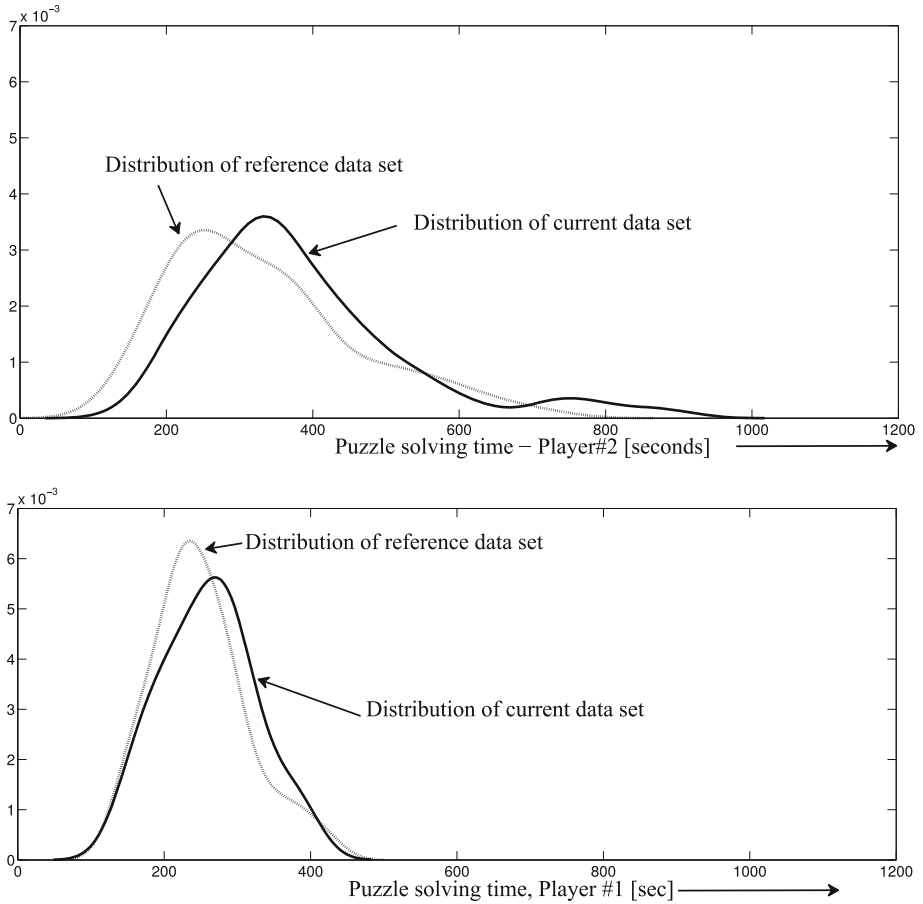 7 x 10⁻³
6
5
Distribution of reference data set
4
Distribution of current data set
3
2
1
0
0 200 400 600 800 1000 1200
Puzzle solving time − Player#2 [seconds]
7 x 10⁻³
Distribution of reference data set
6
5
4
3
Distribution of current data set
2
1
0
0 200 400 600 800 1000 1200
Puzzle solving time, Player #1 [sec]